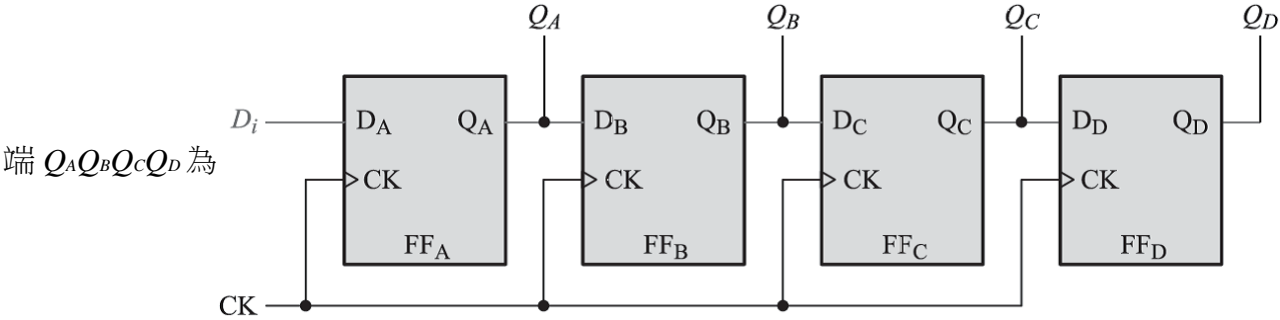 Q_A Q_B Q_C Q_D
D_i D_A Q_A D_B Q_B D_C Q_C D_D Q_D
端 Q_AQ_BQ_CQ_D 為
CK CK CK CK
FF_A FF_B FF_C FF_D
CK